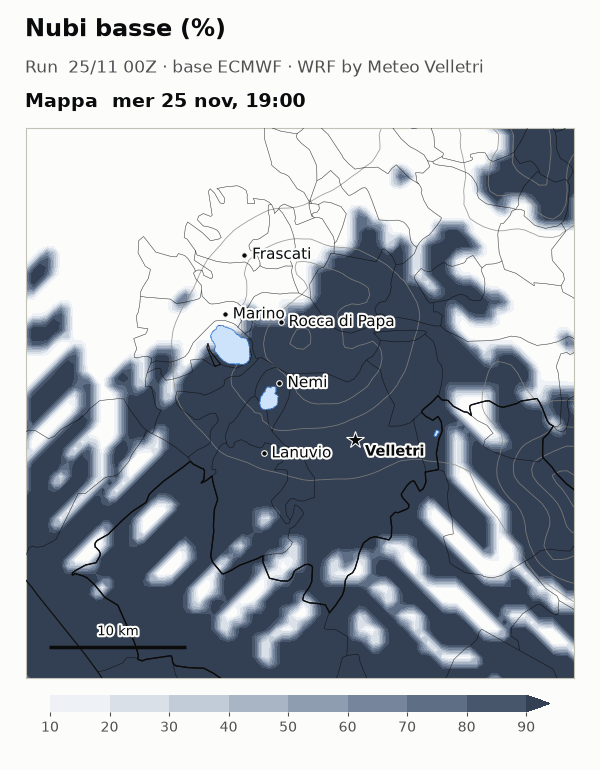 Nubi basse (%)
Run  25/11 00Z · base ECMWF · WRF by Meteo Velletri
Mappa  mer 25 nov, 19:00
Frascati
Marino
Rocca di Papa
Nemi
Velletri
Lanuvio
10 km
10 20 30 40 50 60 70 80 90